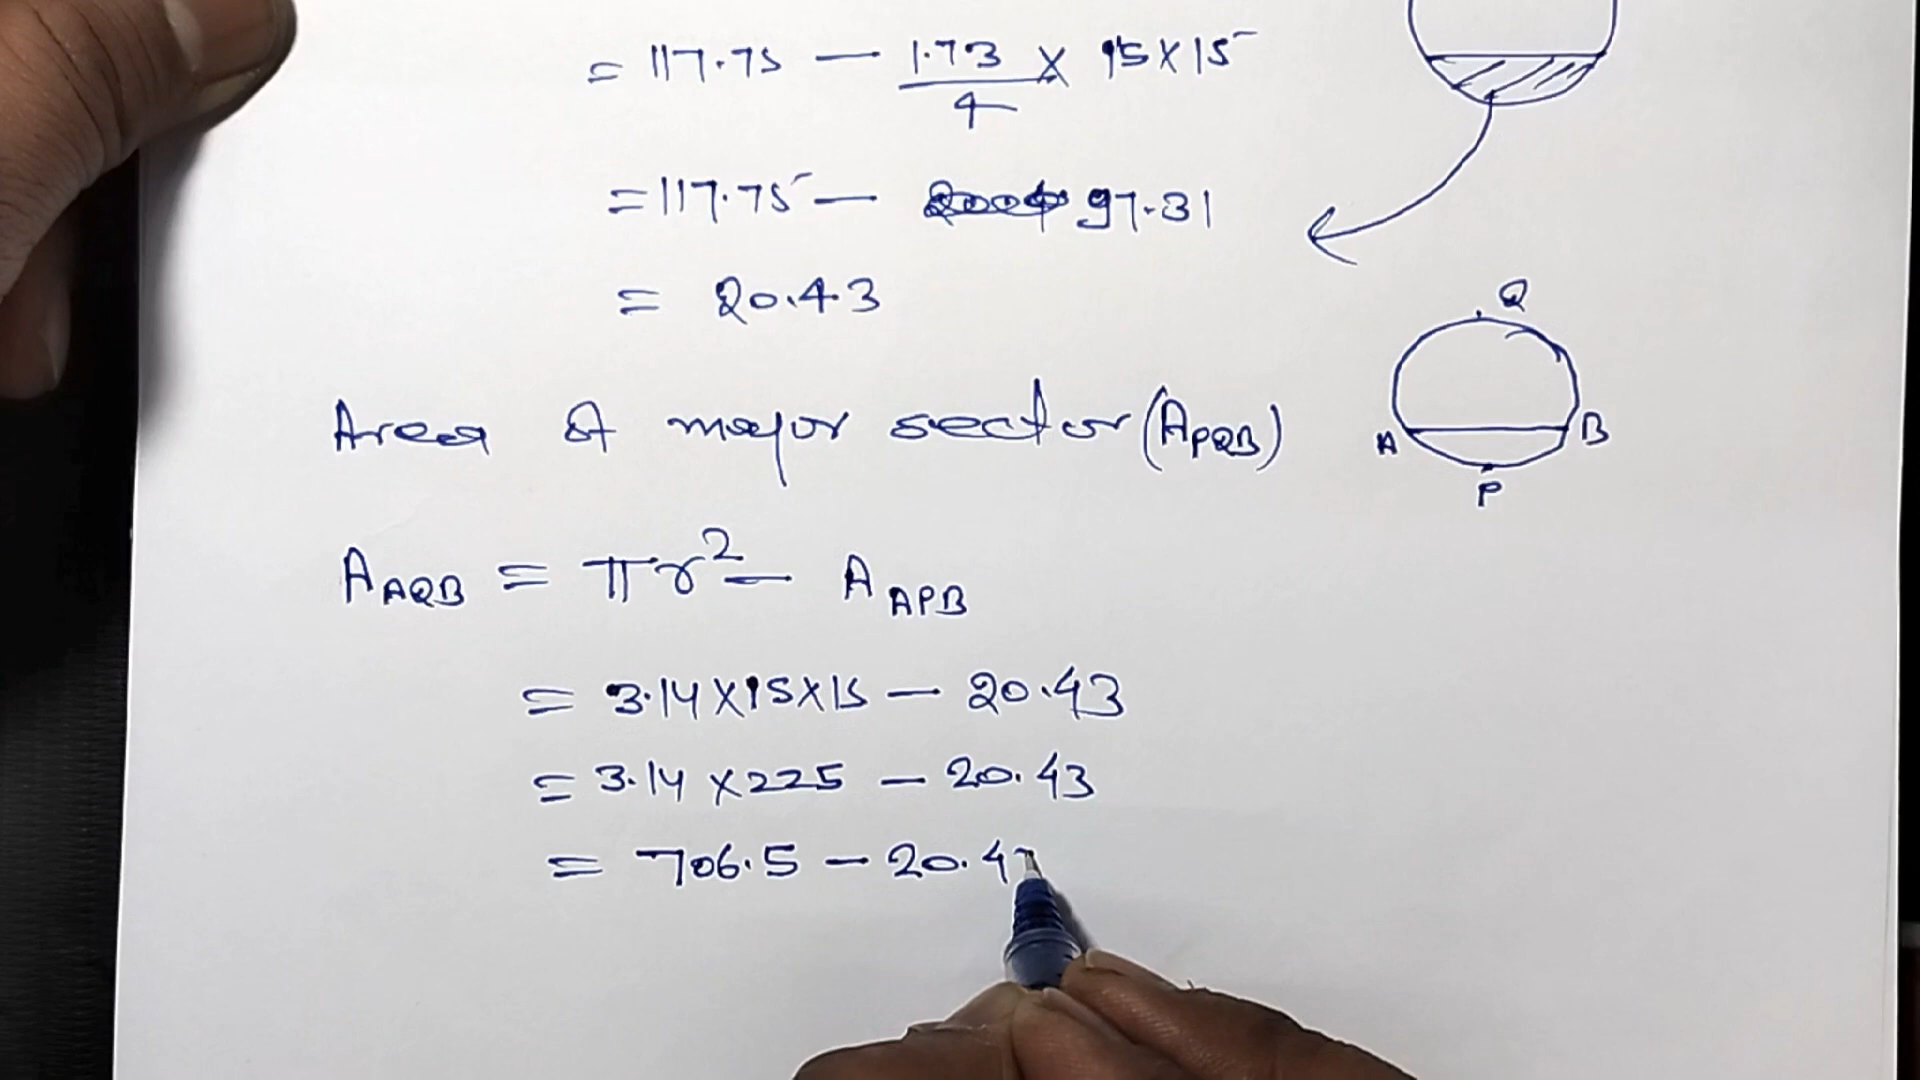 = 117.75 — 1.73/4 × 15×15
= 117.75 — 97.31
= 20.43
Q
A B
P
Area of major sector (APQB)
AAQB = πr² — AAPB
= 3.14×15×15 — 20.43
= 3.14 ×225 — 20.43
= 706.5 — 20.43